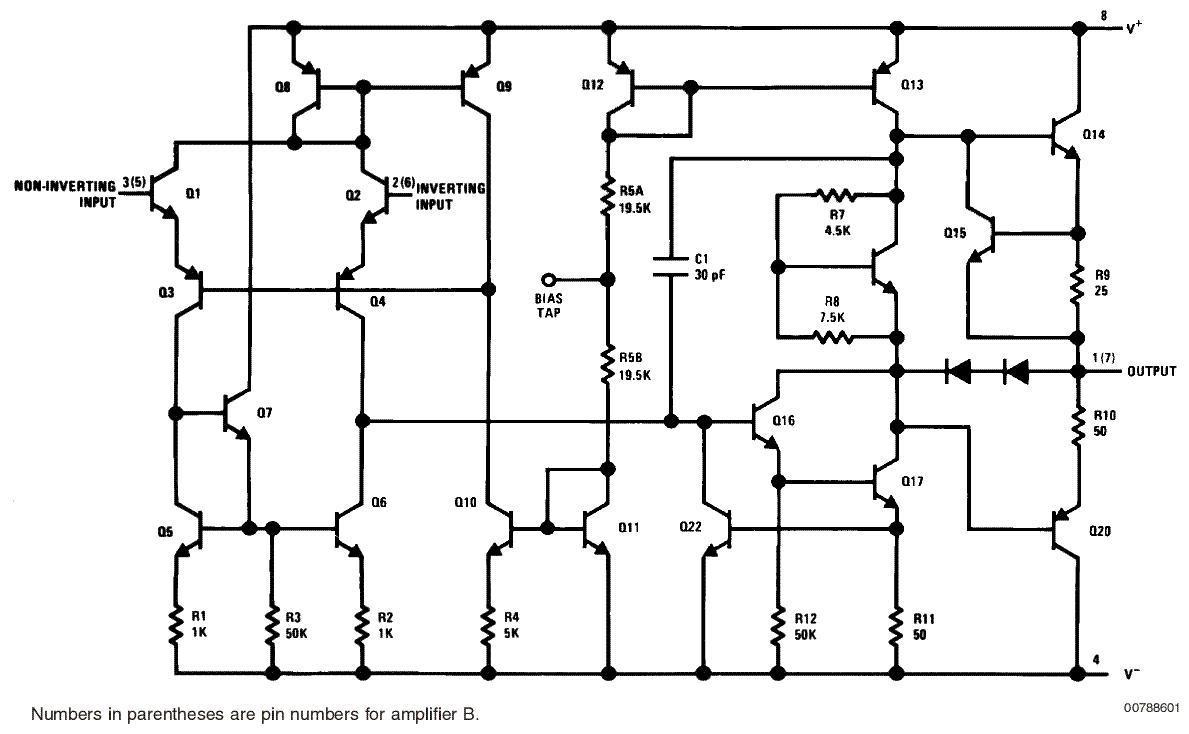 8
V+
Q8
Q9
Q12
Q13
Q14
NON-INVERTING
INPUT
3(5)
Q1
Q2
2(6)
INVERTING
INPUT
R5A
19.5K
R7
4.5K
Q15
C1
30 pF
Q3
Q4
BIAS
TAP
R8
7.5K
R9
25
R5B
19.5K
1(7)
OUTPUT
Q7
Q16
R10
50
Q5
Q6
Q10
Q11
Q22
Q17
Q20
R1
1K
R3
50K
R2
1K
R4
5K
R12
50K
R11
50
4
V−
Numbers in parentheses are pin numbers for amplifier B.
00788601